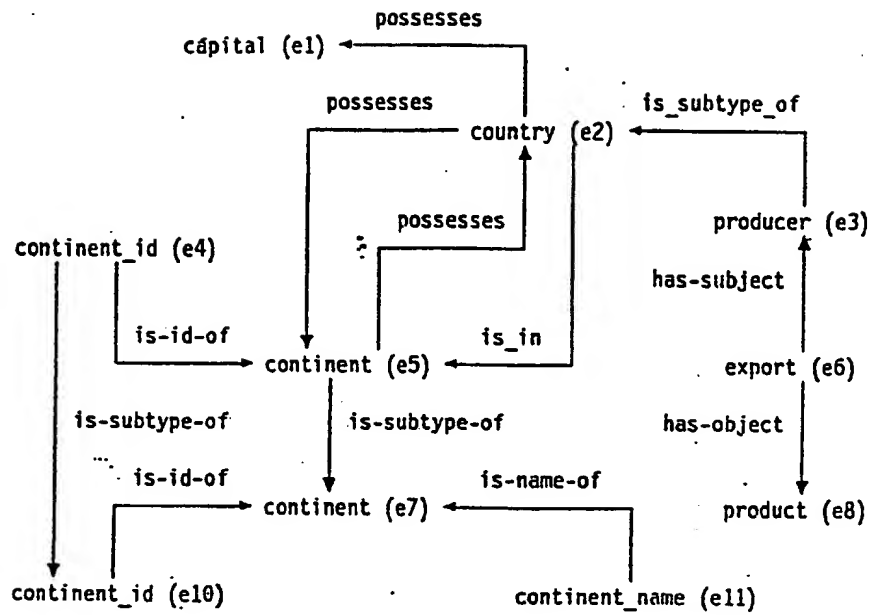 possesses
capital (e1)
possesses
is_subtype_of
country (e2)
possesses
producer (e3)
continent_id (e4)
has-subject
is-id-of
is_in
continent (e5)
export (e6)
is-subtype-of
is-subtype-of
has-object
is-id-of
is-name-of
continent (e7)
product (e8)
continent_id (e10)
continent_name (e11)